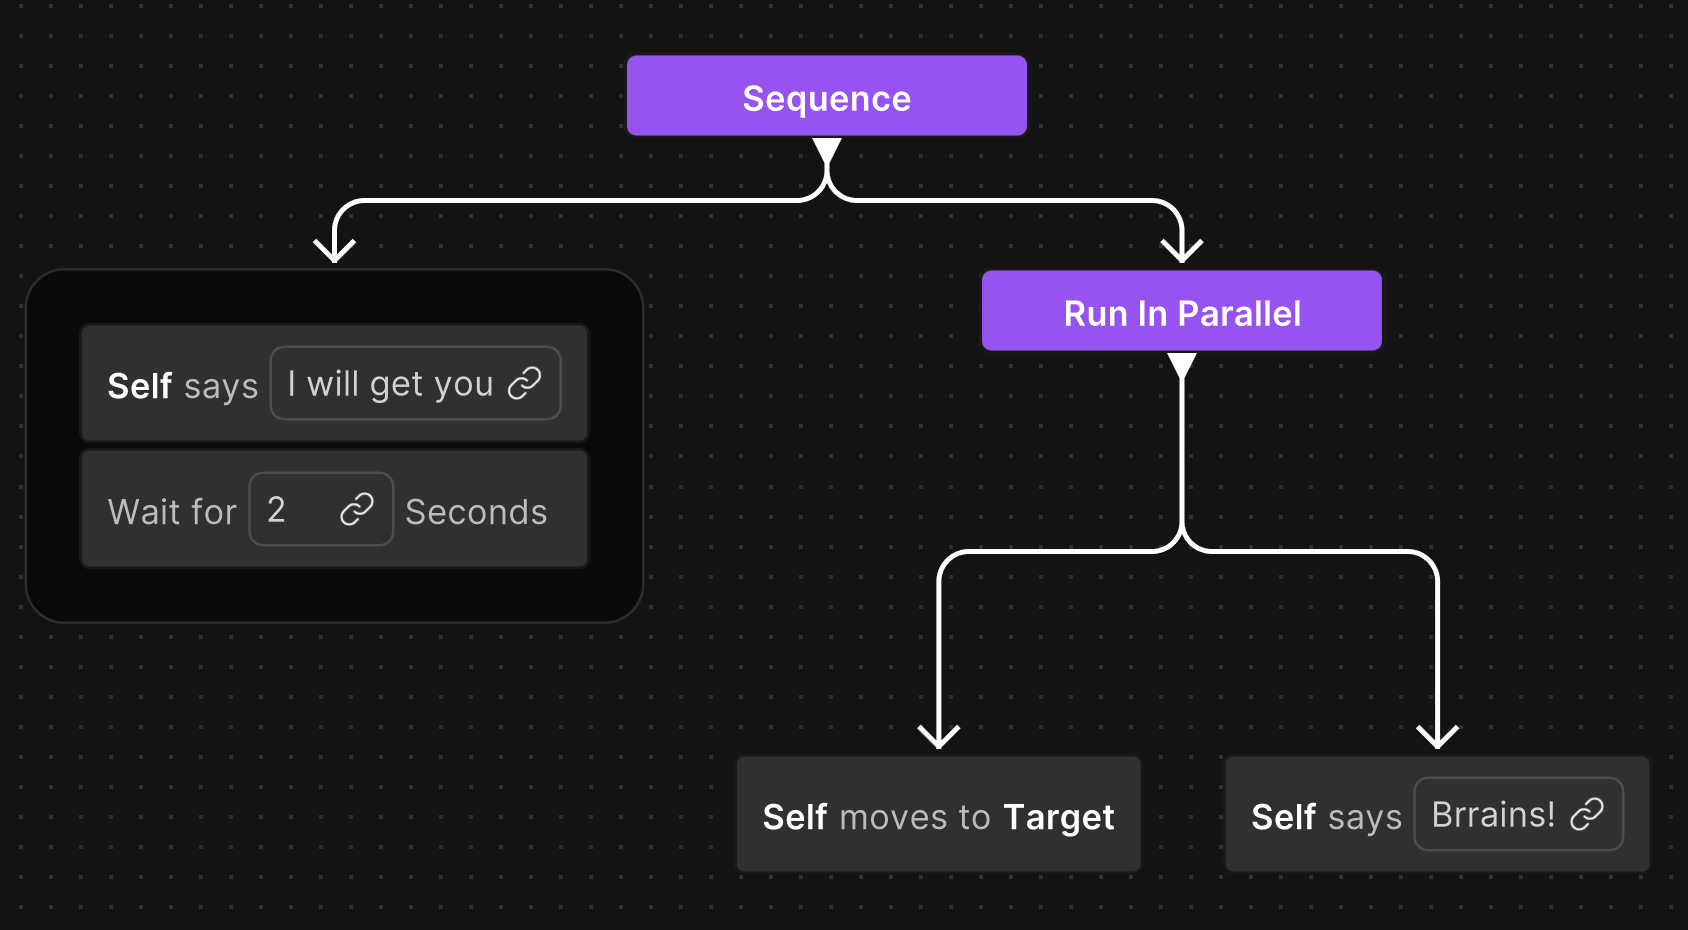 Sequence
Run In Parallel
Self says I will get you
Wait for 2 Seconds
Self moves to Target
Self says Brrains!